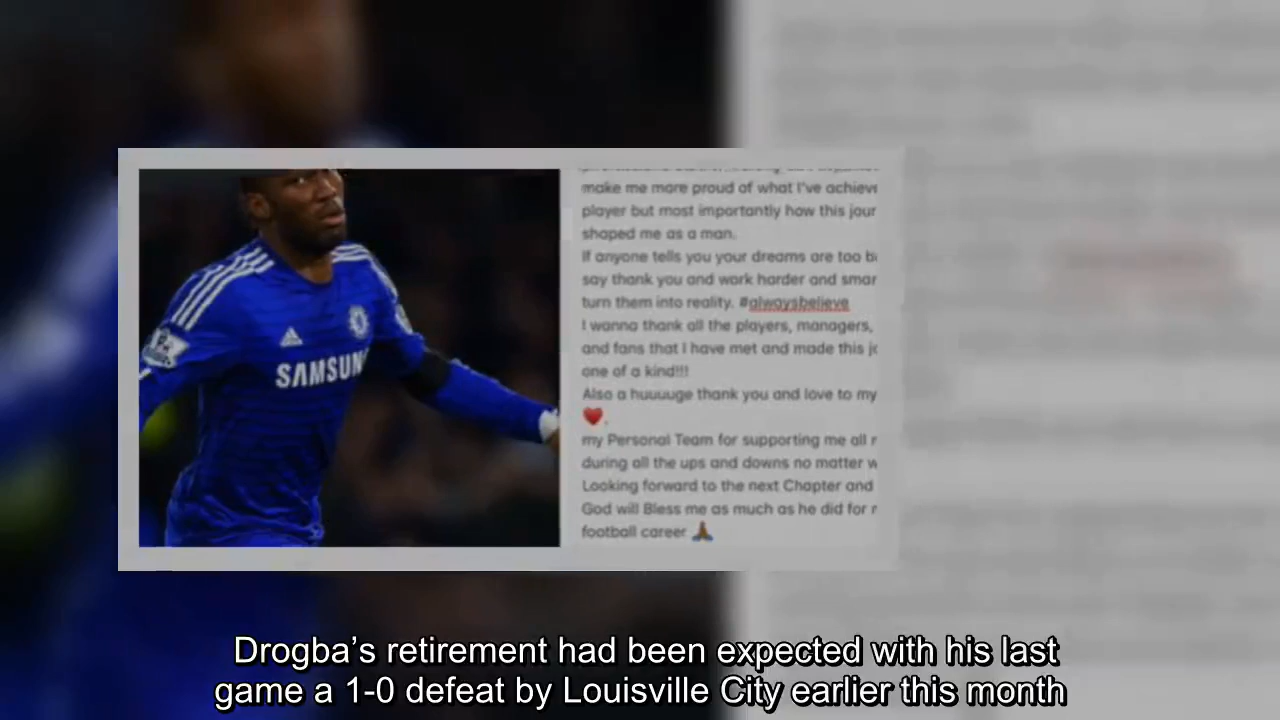 SAMSUNG
make me more proud of what I've achieve
player but most importantly how this jour
shaped me as a man.
If anyone tells you your dreams are too bi
say thank you and work harder and smar
turn them into reality. #alwaysbelieve
I wanna thank all the players, managers,
and fans that I have met and made this jo
one of a kind!!!
Also a huuuuge thank you and love to my
❤️.
my Personal Team for supporting me all r
during all the ups and downs no matter w
Looking forward to the next Chapter and
God will Bless me as much as he did for r
football career 🙏🏾
Drogba’s retirement had been expected with his last
game a 1-0 defeat by Louisville City earlier this month